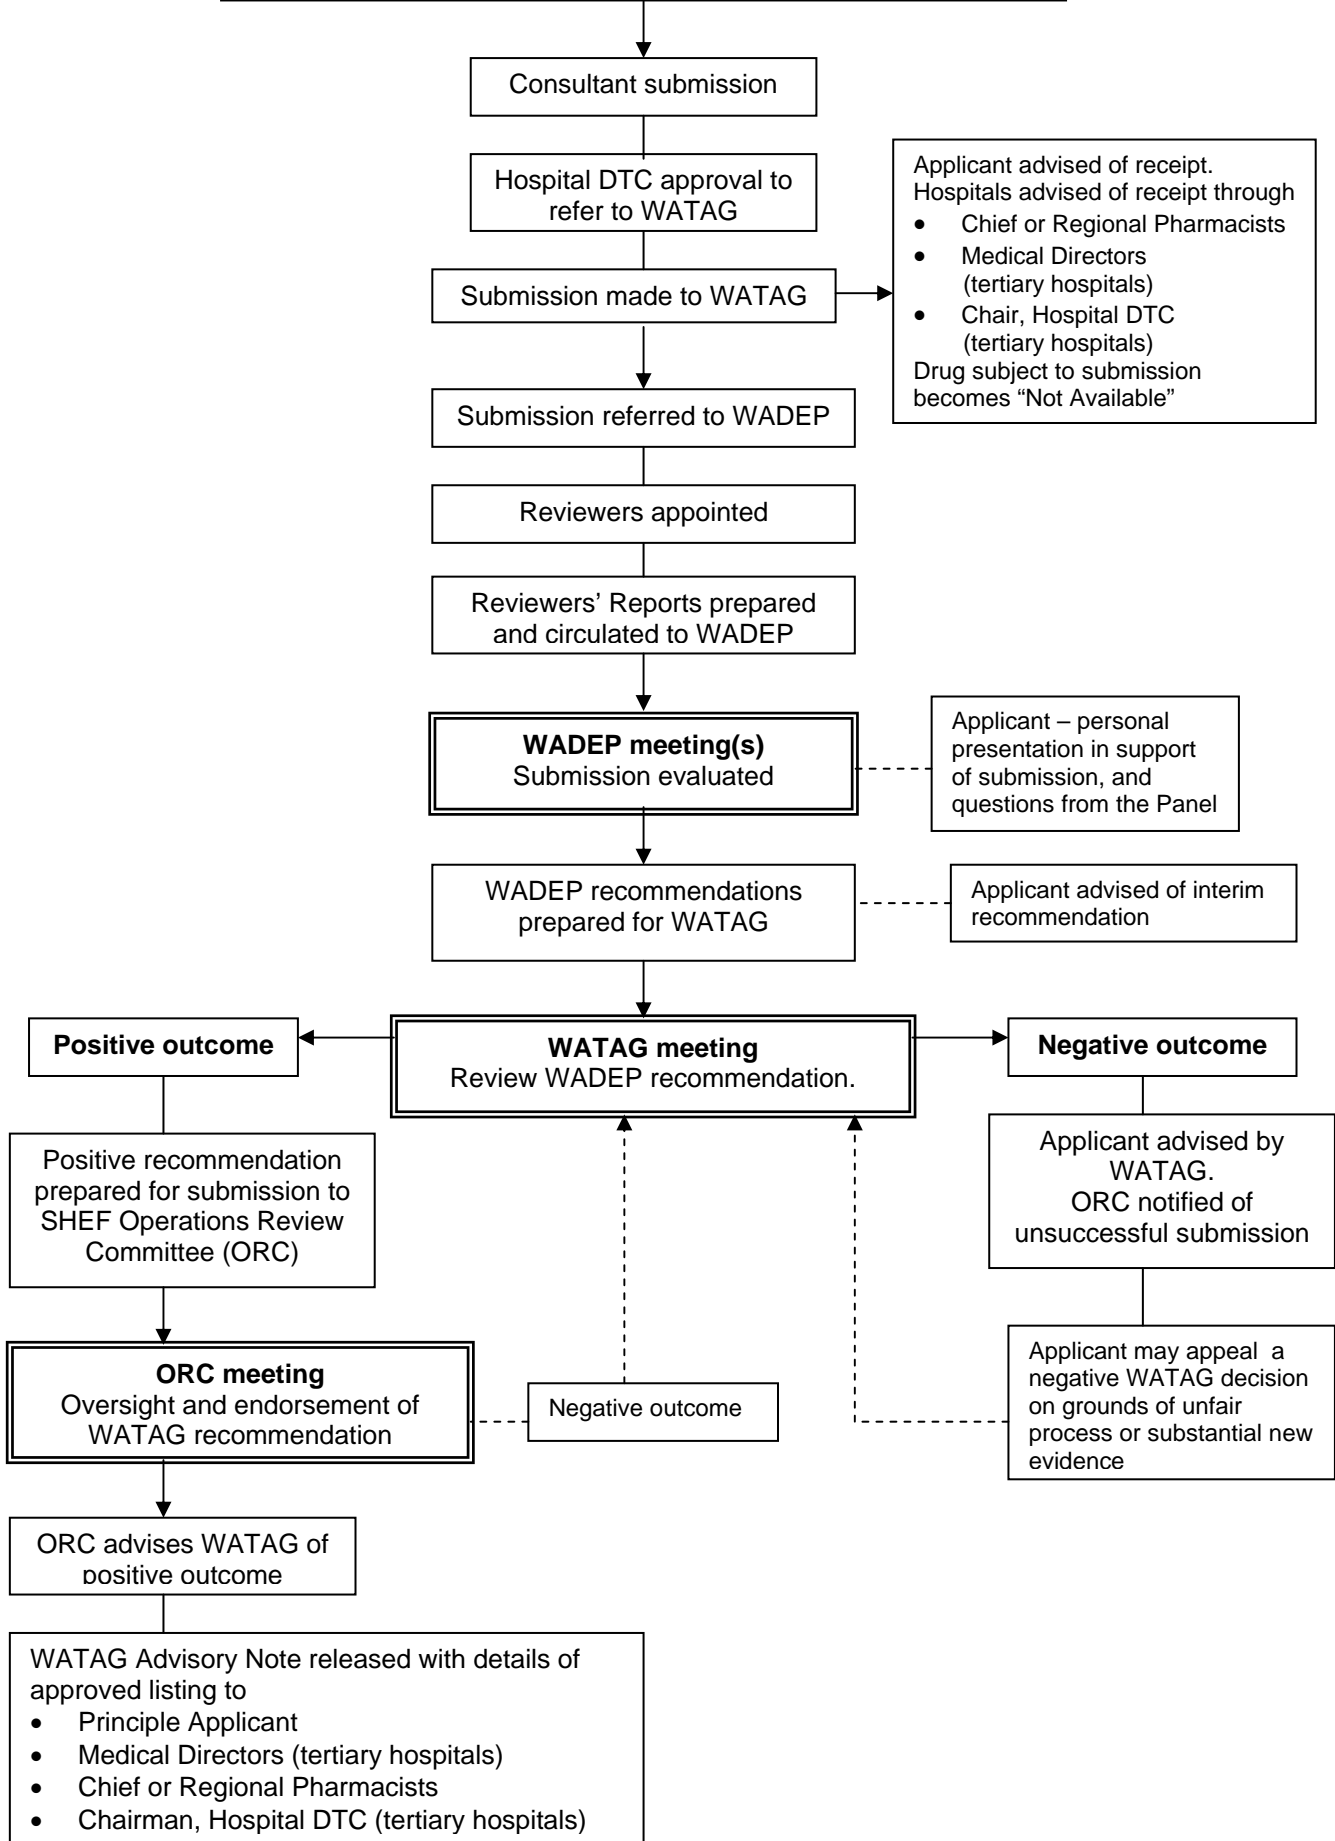 Consultant submission
Hospital DTC approval to
refer to WATAG
Submission made to WATAG
Applicant advised of receipt.
Hospitals advised of receipt through
• Chief or Regional Pharmacists
• Medical Directors
(tertiary hospitals)
• Chair, Hospital DTC
(tertiary hospitals)
Drug subject to submission
becomes “Not Available”
Submission referred to WADEP
Reviewers appointed
Reviewers’ Reports prepared
and circulated to WADEP
WADEP meeting(s)
Submission evaluated
Applicant – personal
presentation in support
of submission, and
questions from the Panel
WADEP recommendations
prepared for WATAG
Applicant advised of interim
recommendation
Positive outcome
WATAG meeting
Review WADEP recommendation.
Negative outcome
Positive recommendation
prepared for submission to
SHEF Operations Review
Committee (ORC)
Applicant advised by
WATAG.
ORC notified of
unsuccessful submission
ORC meeting
Oversight and endorsement of
WATAG recommendation
Negative outcome
Applicant may appeal a
negative WATAG decision
on grounds of unfair
process or substantial new
evidence
ORC advises WATAG of
positive outcome
WATAG Advisory Note released with details of
approved listing to
• Principle Applicant
• Medical Directors (tertiary hospitals)
• Chief or Regional Pharmacists
• Chairman, Hospital DTC (tertiary hospitals)